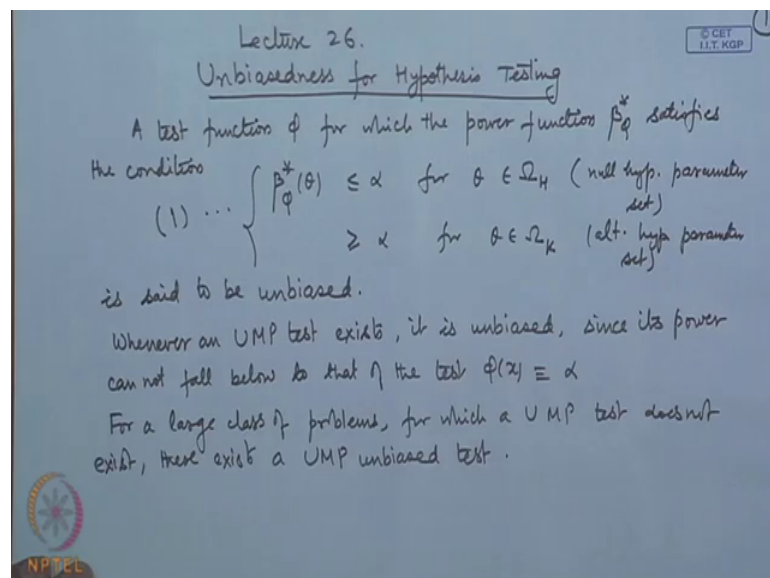 Lecture 26.
© CET
I.I.T. KGP
1
Unbiasedness for Hypothesis Testing
A test function φ for which the power function β*φ satisfies
the condition
(1) ... { β*φ(θ) ≤ α for θ ∈ Ω_H (null hyp. parameter
set)
≥ α for θ ∈ Ω_K (alt. hyp parameter
set)
is said to be unbiased.
Whenever an UMP test exists, it is unbiased, since its power
can not fall below to that of the test φ(x) ≡ α
For a large class of problems, for which a UMP test does not
exist, there exist a UMP unbiased test.
NPTEL